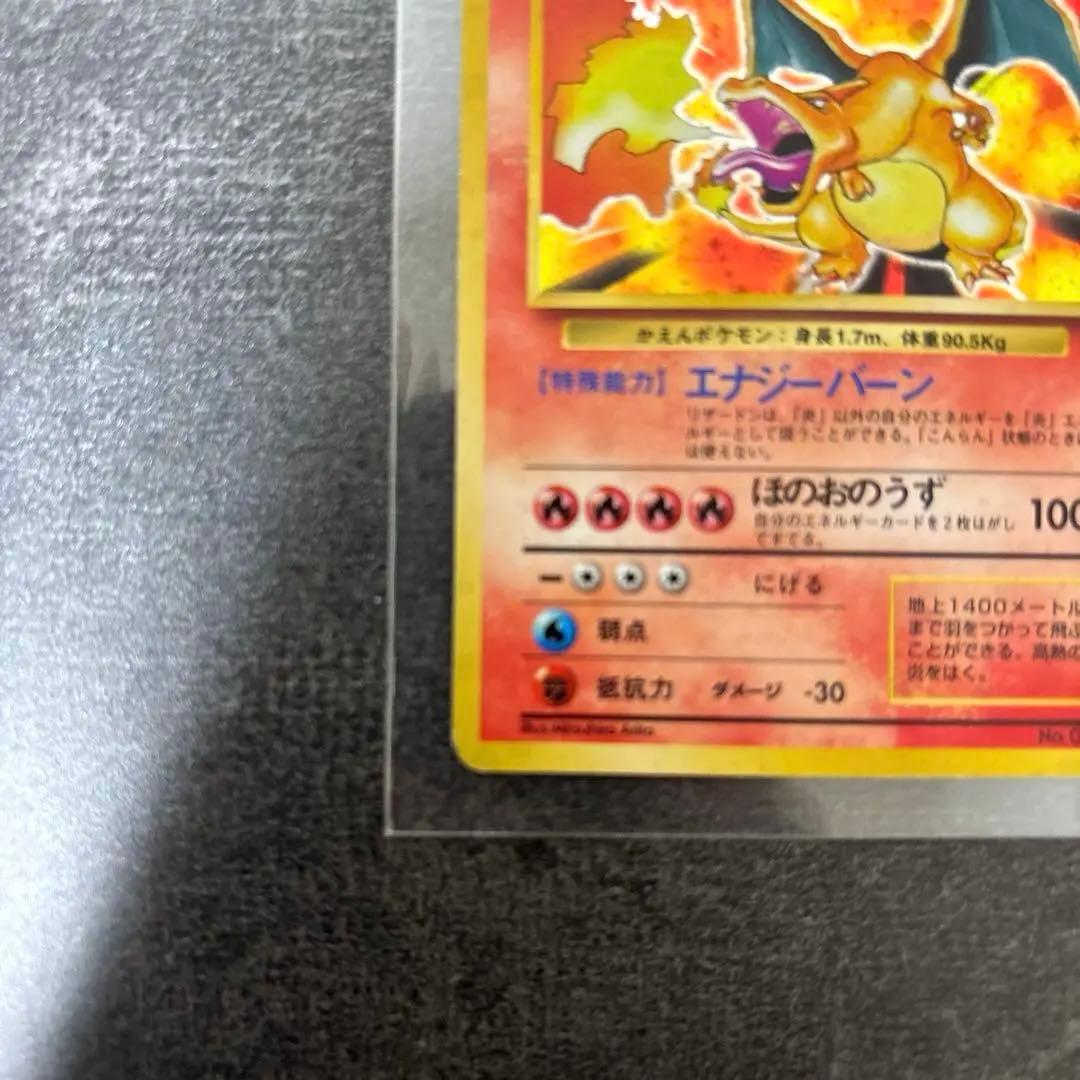 かえんポケモン：身長1.7m、体重90.5Kg
【特殊能力】 エナジーバーン
リザードンは、「炎」以外の自分のエネルギーを「炎」エ
ルギーとして扱うことができる。「こんらん」状態のときに
は使えない。
ほのおのうず 100
自分のエネルギーカードを２枚はがし
てすてる。
ー にげる
弱点
抵抗力 ダメージ -30
地上1400メートル
まで羽をつかって飛ぶ
ことができる。高熱の
炎をはく。
No. 0